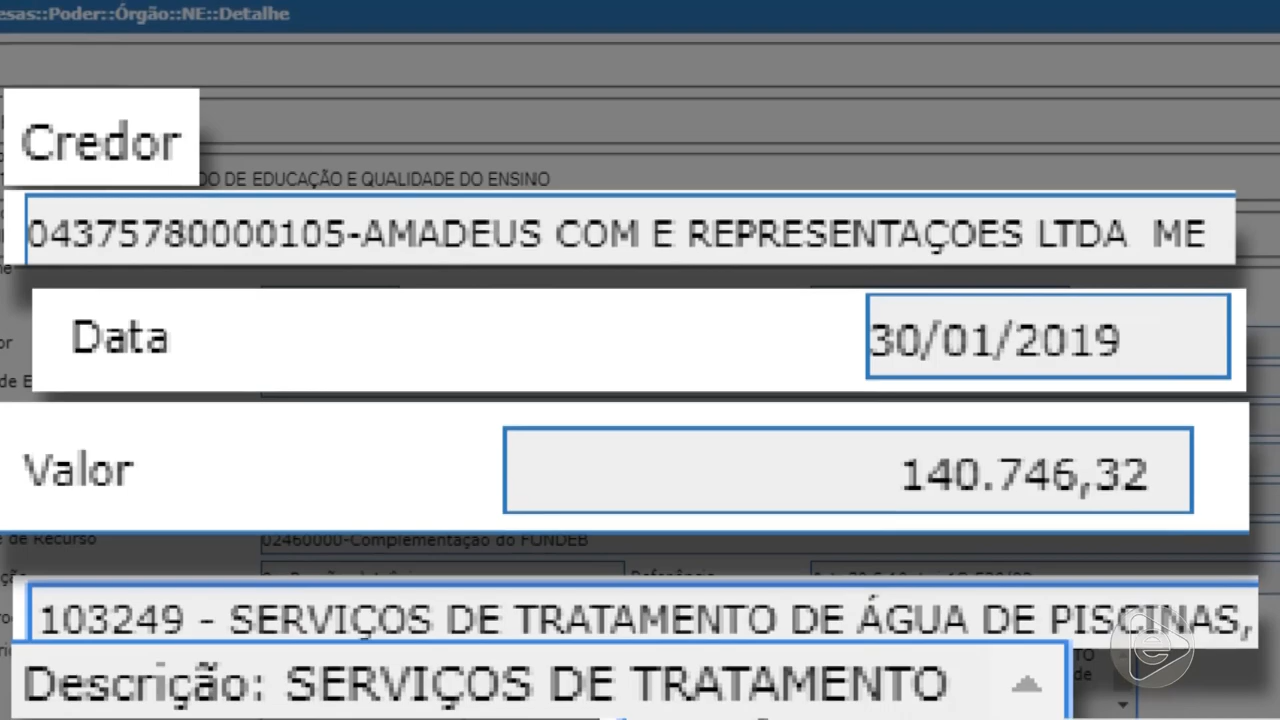 esas::Poder::Órgão::NE::Detalhe
Credor
DO DE EDUCAÇÃO E QUALIDADE DO ENSINO
04375780000105-AMADEUS COM E REPRESENTAÇOES LTDA ME
Data
30/01/2019
de E
Valor
140.746,32
e de Recurso
02460000-Complementação do FUNDEB
Referência
103249 - SERVIÇOS DE TRATAMENTO DE ÁGUA DE PISCINAS,
Descrição: SERVIÇOS DE TRATAMENTO